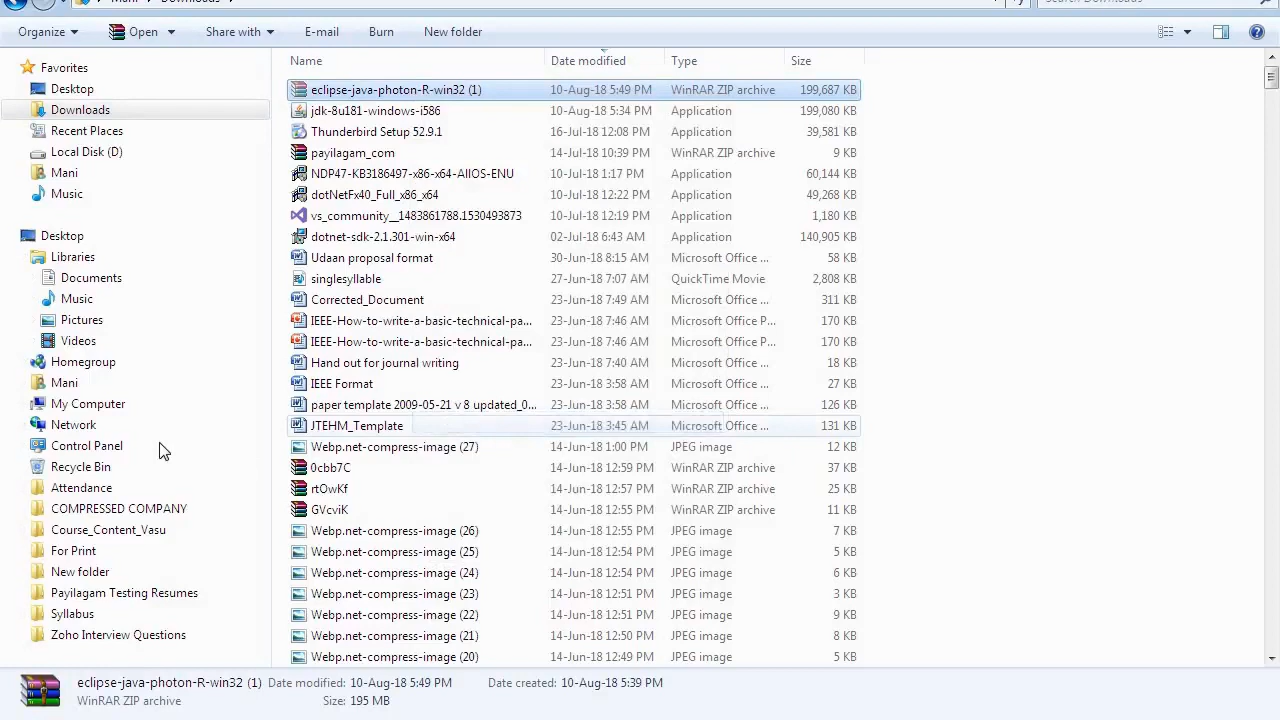 Mani Downloads Search Downloads
Organize Open Share with E-mail Burn New folder
Favorites
Desktop
Downloads
Recent Places
Local Disk (D)
Mani
Music
Desktop
Libraries
Documents
Music
Pictures
Videos
Homegroup
Mani
My Computer
Network
Control Panel
Recycle Bin
Attendance
COMPRESSED COMPANY
Course_Content_Vasu
For Print
New folder
Payilagam Testing Resumes
Syllabus
Zoho Interview Questions
Name Date modified Type Size
eclipse-java-photon-R-win32 (1) 10-Aug-18 5:49 PM WinRAR ZIP archive 199,687 KB
jdk-8u181-windows-i586 10-Aug-18 5:34 PM Application 199,080 KB
Thunderbird Setup 52.9.1 16-Jul-18 12:08 PM Application 39,581 KB
payilagam_com 14-Jul-18 10:39 PM WinRAR ZIP archive 9 KB
NDP47-KB3186497-x86-x64-AllOS-ENU 10-Jul-18 1:17 PM Application 60,144 KB
dotNetFx40_Full_x86_x64 10-Jul-18 12:22 PM Application 49,268 KB
vs_community__1483861788.1530493873 10-Jul-18 12:19 PM Application 1,180 KB
dotnet-sdk-2.1.301-win-x64 02-Jul-18 6:43 AM Application 140,905 KB
Udaan proposal format 30-Jun-18 8:15 AM Microsoft Office ... 58 KB
singlesyllable 27-Jun-18 7:07 AM QuickTime Movie 2,808 KB
Corrected_Document 23-Jun-18 7:49 AM Microsoft Office ... 311 KB
IEEE-How-to-write-a-basic-technical-pa... 23-Jun-18 7:46 AM Microsoft Office P... 170 KB
IEEE-How-to-write-a-basic-technical-pa... 23-Jun-18 7:46 AM Microsoft Office P... 170 KB
Hand out for journal writing 23-Jun-18 7:40 AM Microsoft Office ... 18 KB
IEEE Format 23-Jun-18 3:58 AM Microsoft Office ... 27 KB
paper template 2009-05-21 v 8 updated_0... 23-Jun-18 3:58 AM Microsoft Office ... 126 KB
JTEHM_Template 23-Jun-18 3:45 AM Microsoft Office ... 131 KB
Webp.net-compress-image (27) 14-Jun-18 1:00 PM JPEG image 12 KB
0cbb7C 14-Jun-18 12:59 PM WinRAR ZIP archive 37 KB
rtOwKf 14-Jun-18 12:57 PM WinRAR ZIP archive 25 KB
GVcviK 14-Jun-18 12:55 PM WinRAR ZIP archive 11 KB
Webp.net-compress-image (26) 14-Jun-18 12:55 PM JPEG image 7 KB
Webp.net-compress-image (25) 14-Jun-18 12:54 PM JPEG image 5 KB
Webp.net-compress-image (24) 14-Jun-18 12:54 PM JPEG image 6 KB
Webp.net-compress-image (23) 14-Jun-18 12:51 PM JPEG image 3 KB
Webp.net-compress-image (22) 14-Jun-18 12:51 PM JPEG image 9 KB
Webp.net-compress-image (21) 14-Jun-18 12:50 PM JPEG image 8 KB
Webp.net-compress-image (20) 14-Jun-18 12:49 PM JPEG image 5 KB
eclipse-java-photon-R-win32 (1) Date modified: 10-Aug-18 5:49 PM Date created: 10-Aug-18 5:39 PM
WinRAR ZIP archive Size: 195 MB